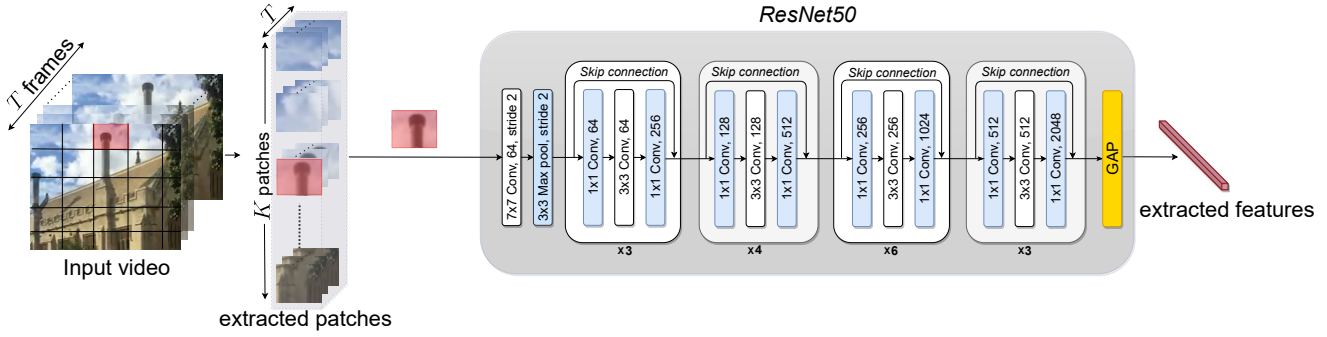 T frames
Input video
T
K patches
extracted patches
ResNet50
7x7 Conv, 64, stride 2
3x3 Max pool, stride 2
Skip connection
1x1 Conv, 64
3x3 Conv, 64
1x1 Conv, 256
x3
Skip connection
1x1 Conv, 128
3x3 Conv, 128
1x1 Conv, 512
x4
Skip connection
1x1 Conv, 256
3x3 Conv, 256
1x1 Conv, 1024
x6
Skip connection
1x1 Conv, 512
3x3 Conv, 512
1x1 Conv, 2048
x3
GAP
extracted features